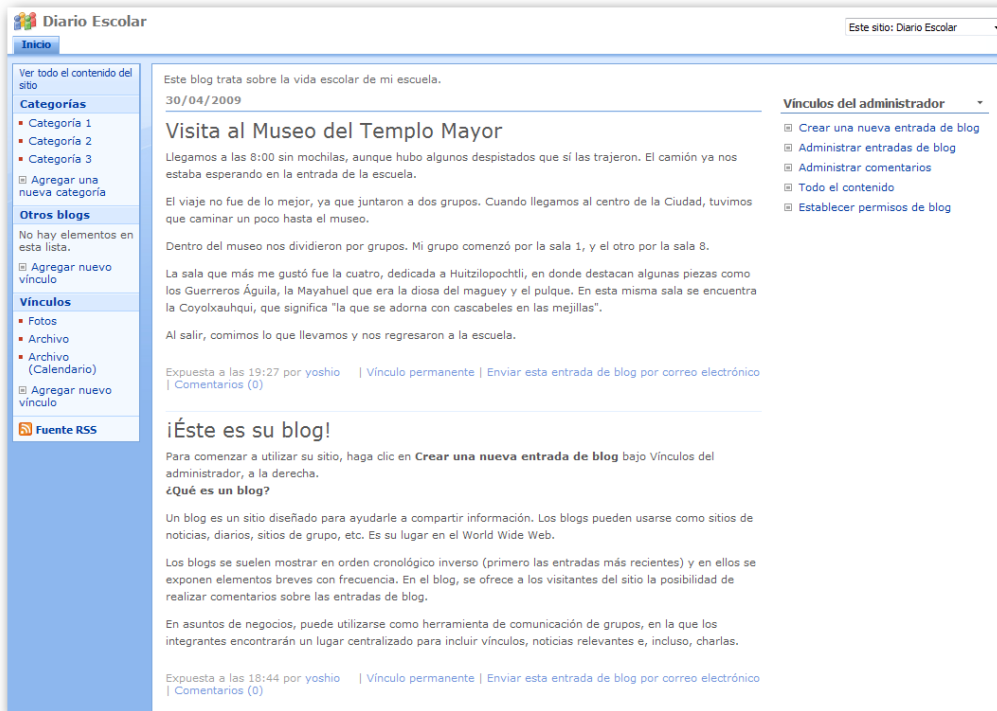 Diario Escolar
Este sitio: Diario Escolar
Inicio
Ver todo el contenido del
sitio
Categorías
Categoría 1
Categoría 2
Categoría 3
Agregar una
nueva categoría
Otros blogs
No hay elementos en
esta lista.
Agregar nuevo
vínculo
Vínculos
Fotos
Archivo
Archivo
(Calendario)
Agregar nuevo
vínculo
Fuente RSS
Este blog trata sobre la vida escolar de mi escuela.
30/04/2009
Visita al Museo del Templo Mayor
Llegamos a las 8:00 sin mochilas, aunque hubo algunos despistados que sí las trajeron. El camión ya nos
estaba esperando en la entrada de la escuela.
El viaje no fue de lo mejor, ya que juntaron a dos grupos. Cuando llegamos al centro de la Ciudad, tuvimos
que caminar un poco hasta el museo.
Dentro del museo nos dividieron por grupos. Mi grupo comenzó por la sala 1, y el otro por la sala 8.
La sala que más me gustó fue la cuatro, dedicada a Huitzilopochtli, en donde destacan algunas piezas como
los Guerreros Águila, la Mayahuel que era la diosa del maguey y el pulque. En esta misma sala se encuentra
la Coyolxauhqui, que significa "la que se adorna con cascabeles en las mejillas".
Al salir, comimos lo que llevamos y nos regresaron a la escuela.
Expuesta a las 19:27 por yoshio | Vínculo permanente | Enviar esta entrada de blog por correo electrónico
| Comentarios (0)
¡Éste es su blog!
Para comenzar a utilizar su sitio, haga clic en Crear una nueva entrada de blog bajo Vínculos del
administrador, a la derecha.
¿Qué es un blog?
Un blog es un sitio diseñado para ayudarle a compartir información. Los blogs pueden usarse como sitios de
noticias, diarios, sitios de grupo, etc. Es su lugar en el World Wide Web.
Los blogs se suelen mostrar en orden cronológico inverso (primero las entradas más recientes) y en ellos se
exponen elementos breves con frecuencia. En el blog, se ofrece a los visitantes del sitio la posibilidad de
realizar comentarios sobre las entradas de blog.
En asuntos de negocios, puede utilizarse como herramienta de comunicación de grupos, en la que los
integrantes encontrarán un lugar centralizado para incluir vínculos, noticias relevantes e, incluso, charlas.
Expuesta a las 18:44 por yoshio | Vínculo permanente | Enviar esta entrada de blog por correo electrónico
| Comentarios (0)
Vínculos del administrador
Crear una nueva entrada de blog
Administrar entradas de blog
Administrar comentarios
Todo el contenido
Establecer permisos de blog